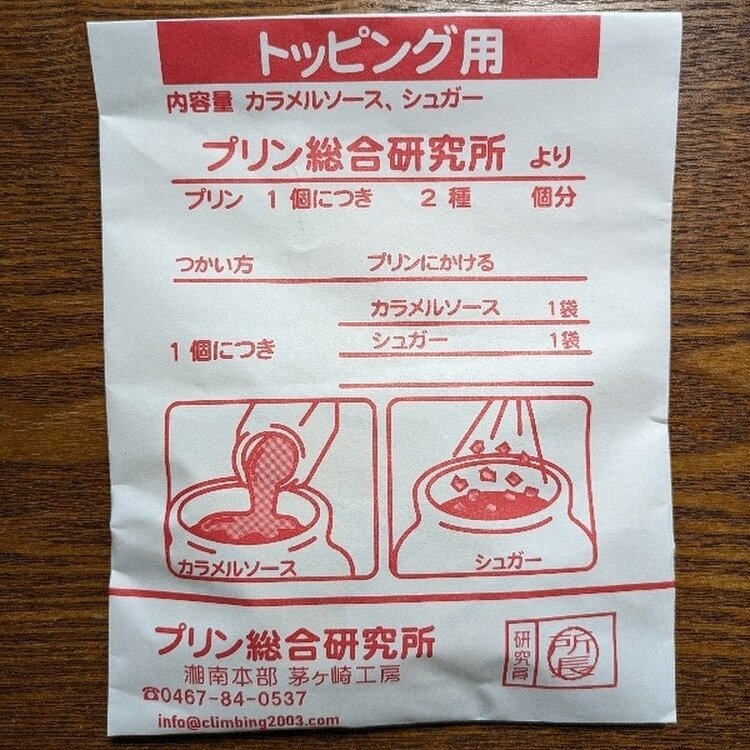 トッピング用
内容量 カラメルソース、シュガー
プリン総合研究所 より
プリン 1 個につき 2 種 個分
つかい方 プリンにかける
カラメルソース 1袋
1 個につき
シュガー 1袋
カラメルソース
シュガー
プリン総合研究所
湘南本部 茅ヶ崎工房
☎0467-84-0537
info@climbing2003.com
研究員
所長